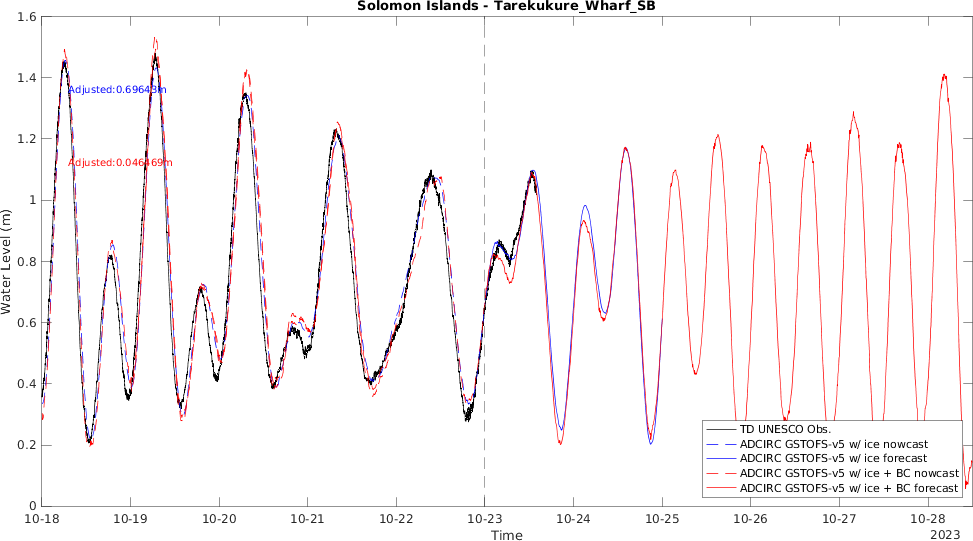 Solomon Islands - Tarekukure_Wharf_SB
Water Level (m)
1.6
1.4
1.2
1
0.8
0.6
0.4
0.2
0
Adjusted:0.69643m
Adjusted:0.046469m
TD UNESCO Obs.
ADCIRC GSTOFS-v5 w/ ice nowcast
ADCIRC GSTOFS-v5 w/ ice forecast
ADCIRC GSTOFS-v5 w/ ice + BC nowcast
ADCIRC GSTOFS-v5 w/ ice + BC forecast
10-18 10-19 10-20 10-21 10-22 10-23 10-24 10-25 10-26 10-27 10-28
Time
2023